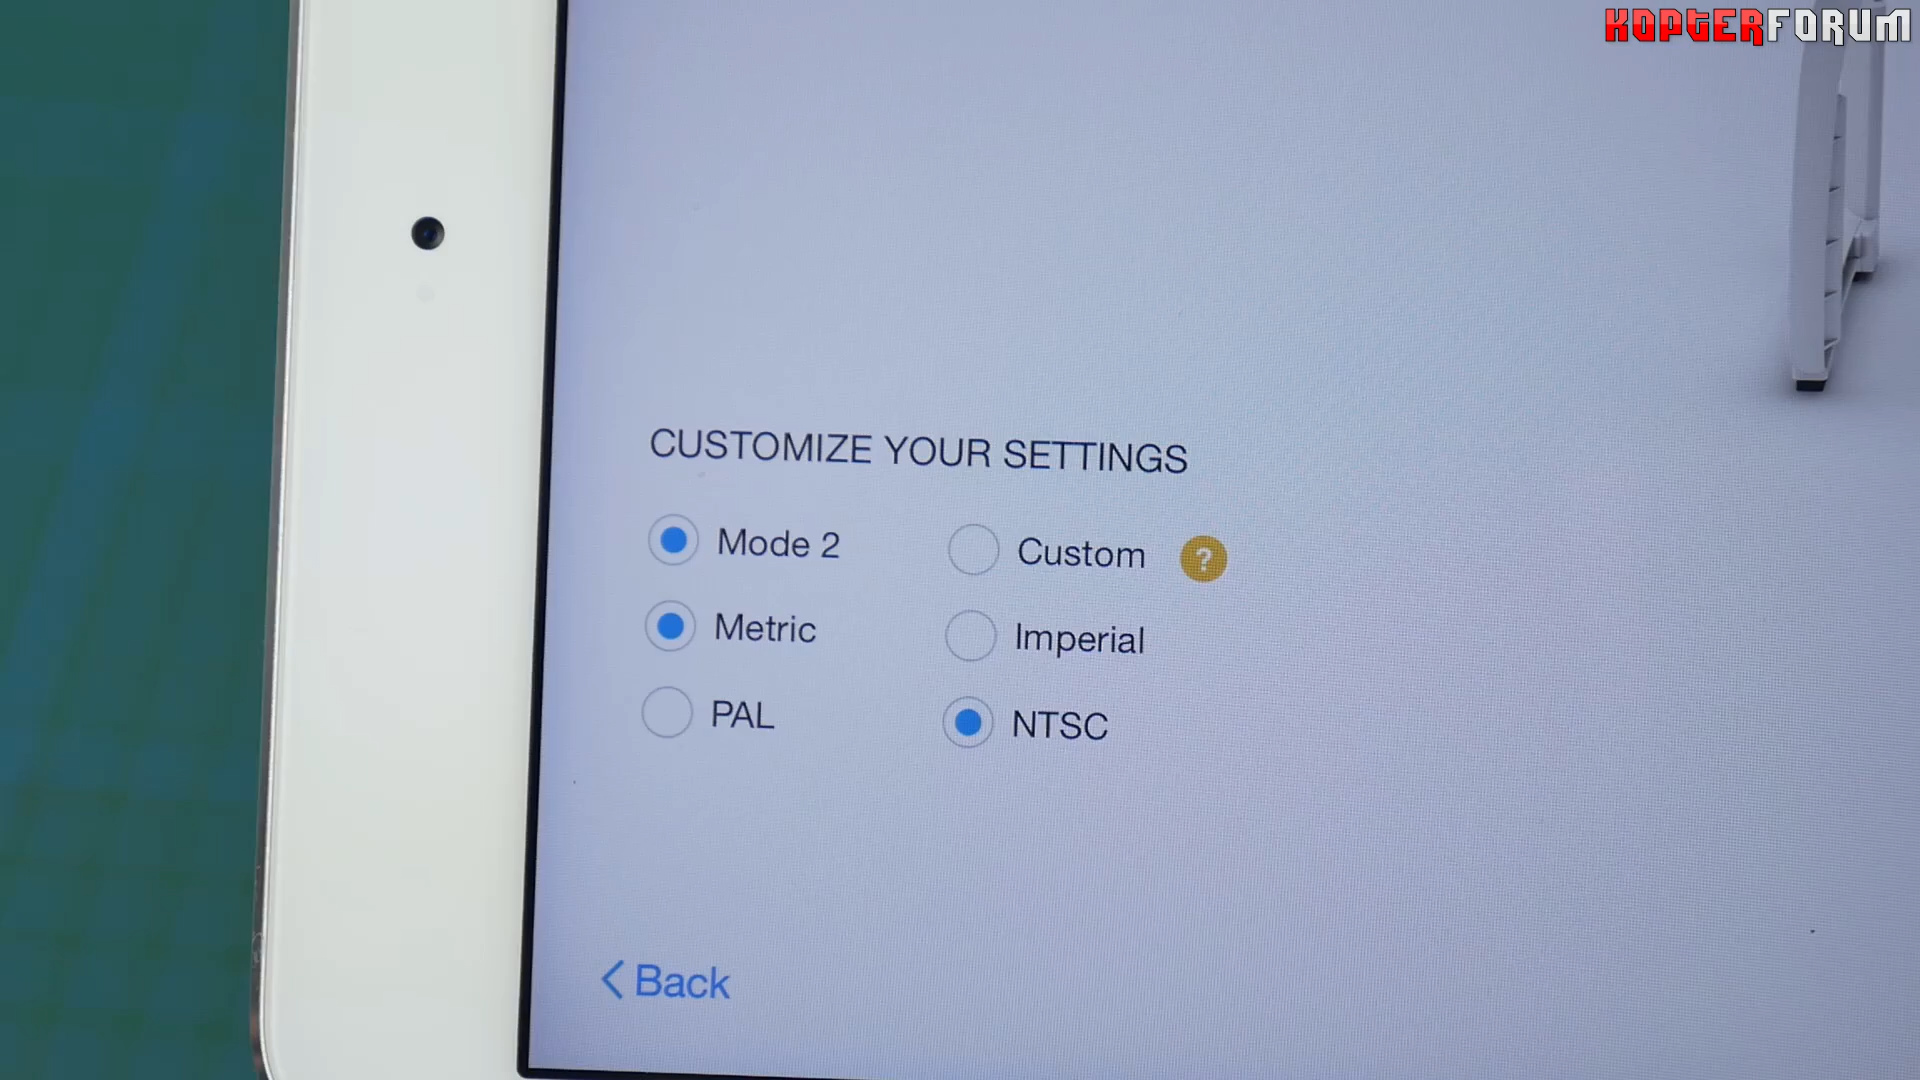 KOPTERFORUM
CUSTOMIZE YOUR SETTINGS
Mode 2 Custom ?
Metric Imperial
PAL NTSC
< Back